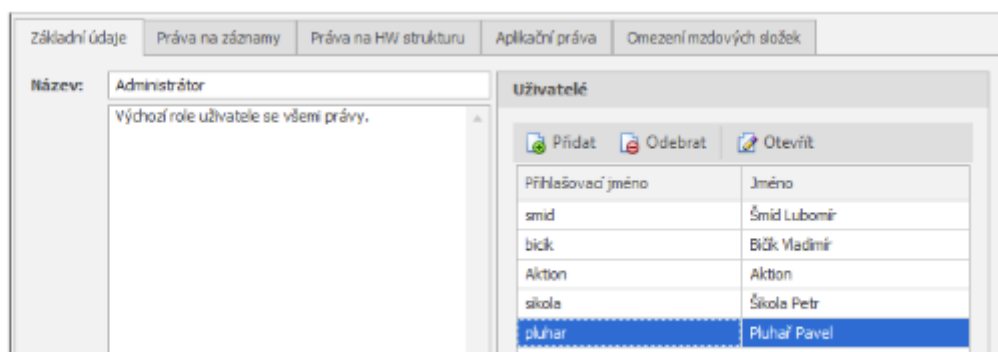 Základní údaje Práva na záznamy Práva na HW strukturu Aplikační práva Omezení mzdových složek
Název: Administrátor
Výchozí role uživatele se všemi právy.
Uživatelé
Přidat Odebrat Otevřít
Přihlašovací jméno Jméno
smid Šmíd Lubomír
bicik Bičík Vladimír
Aktion Aktion
sikola Šikola Petr
pluhar Pluhař Pavel